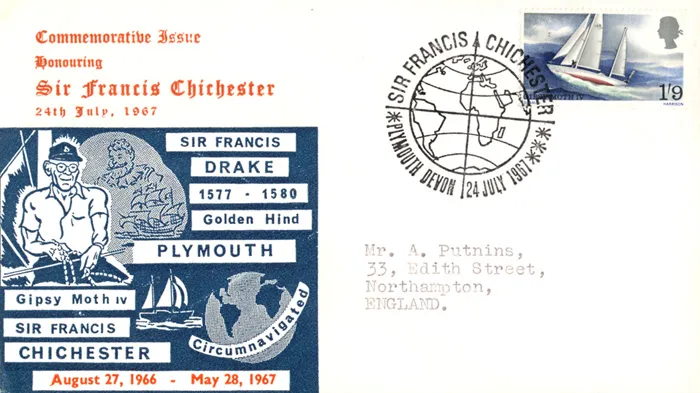 Commemorative Issue
Honouring
Sir Francis Chichester
24th July, 1967
SIR FRANCIS
DRAKE
1577 - 1580
Golden Hind
PLYMOUTH
Gipsy Moth IV
SIR FRANCIS
CHICHESTER
Circumnavigated
August 27, 1966 - May 28, 1967
SIR FRANCIS CHICHESTER
PLYMOUTH DEVON 24 JULY 1967
1/9
HARRISON
Mr. A. Putnins,
33, Edith Street,
Northampton,
ENGLAND.